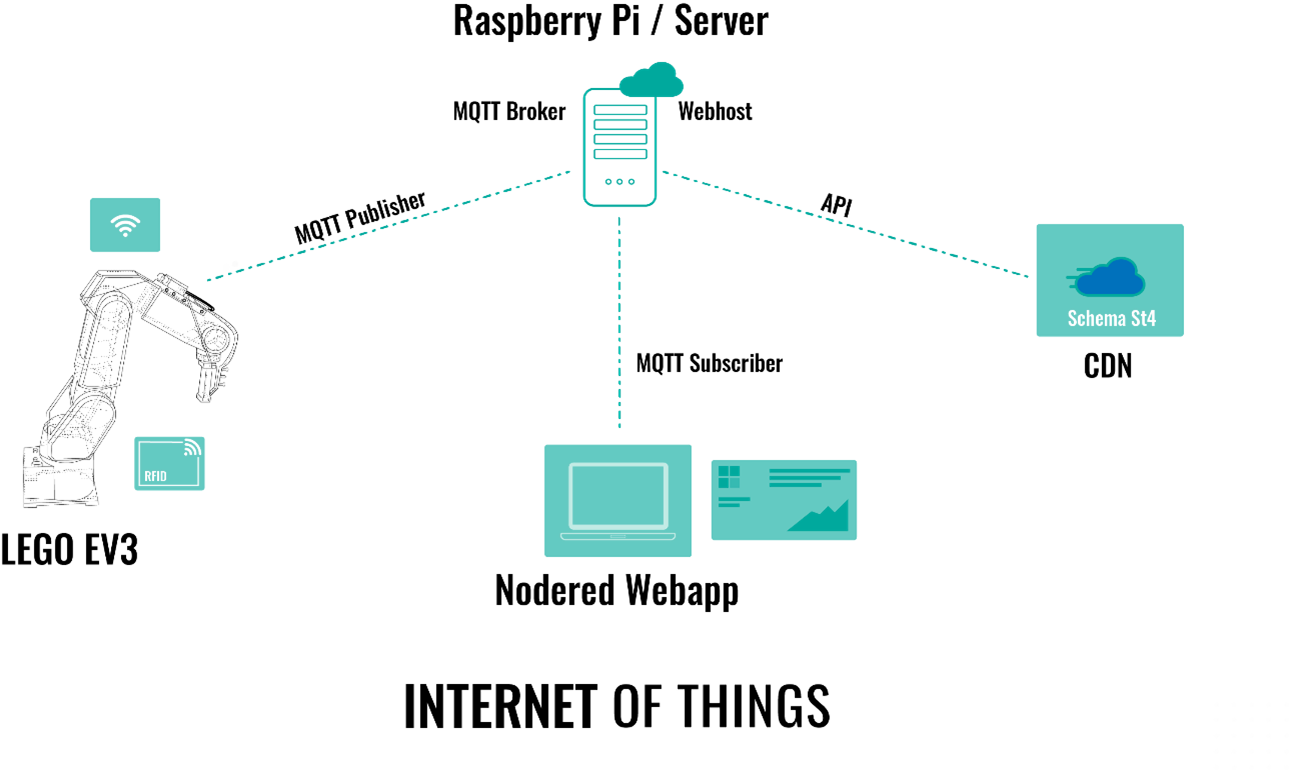 Raspberry Pi / Server
MQTT Broker
Webhost
MQTT Publisher
API
Schema St4
CDN
MQTT Subscriber
RFID
LEGO EV3
Nodered Webapp
INTERNET OF THINGS